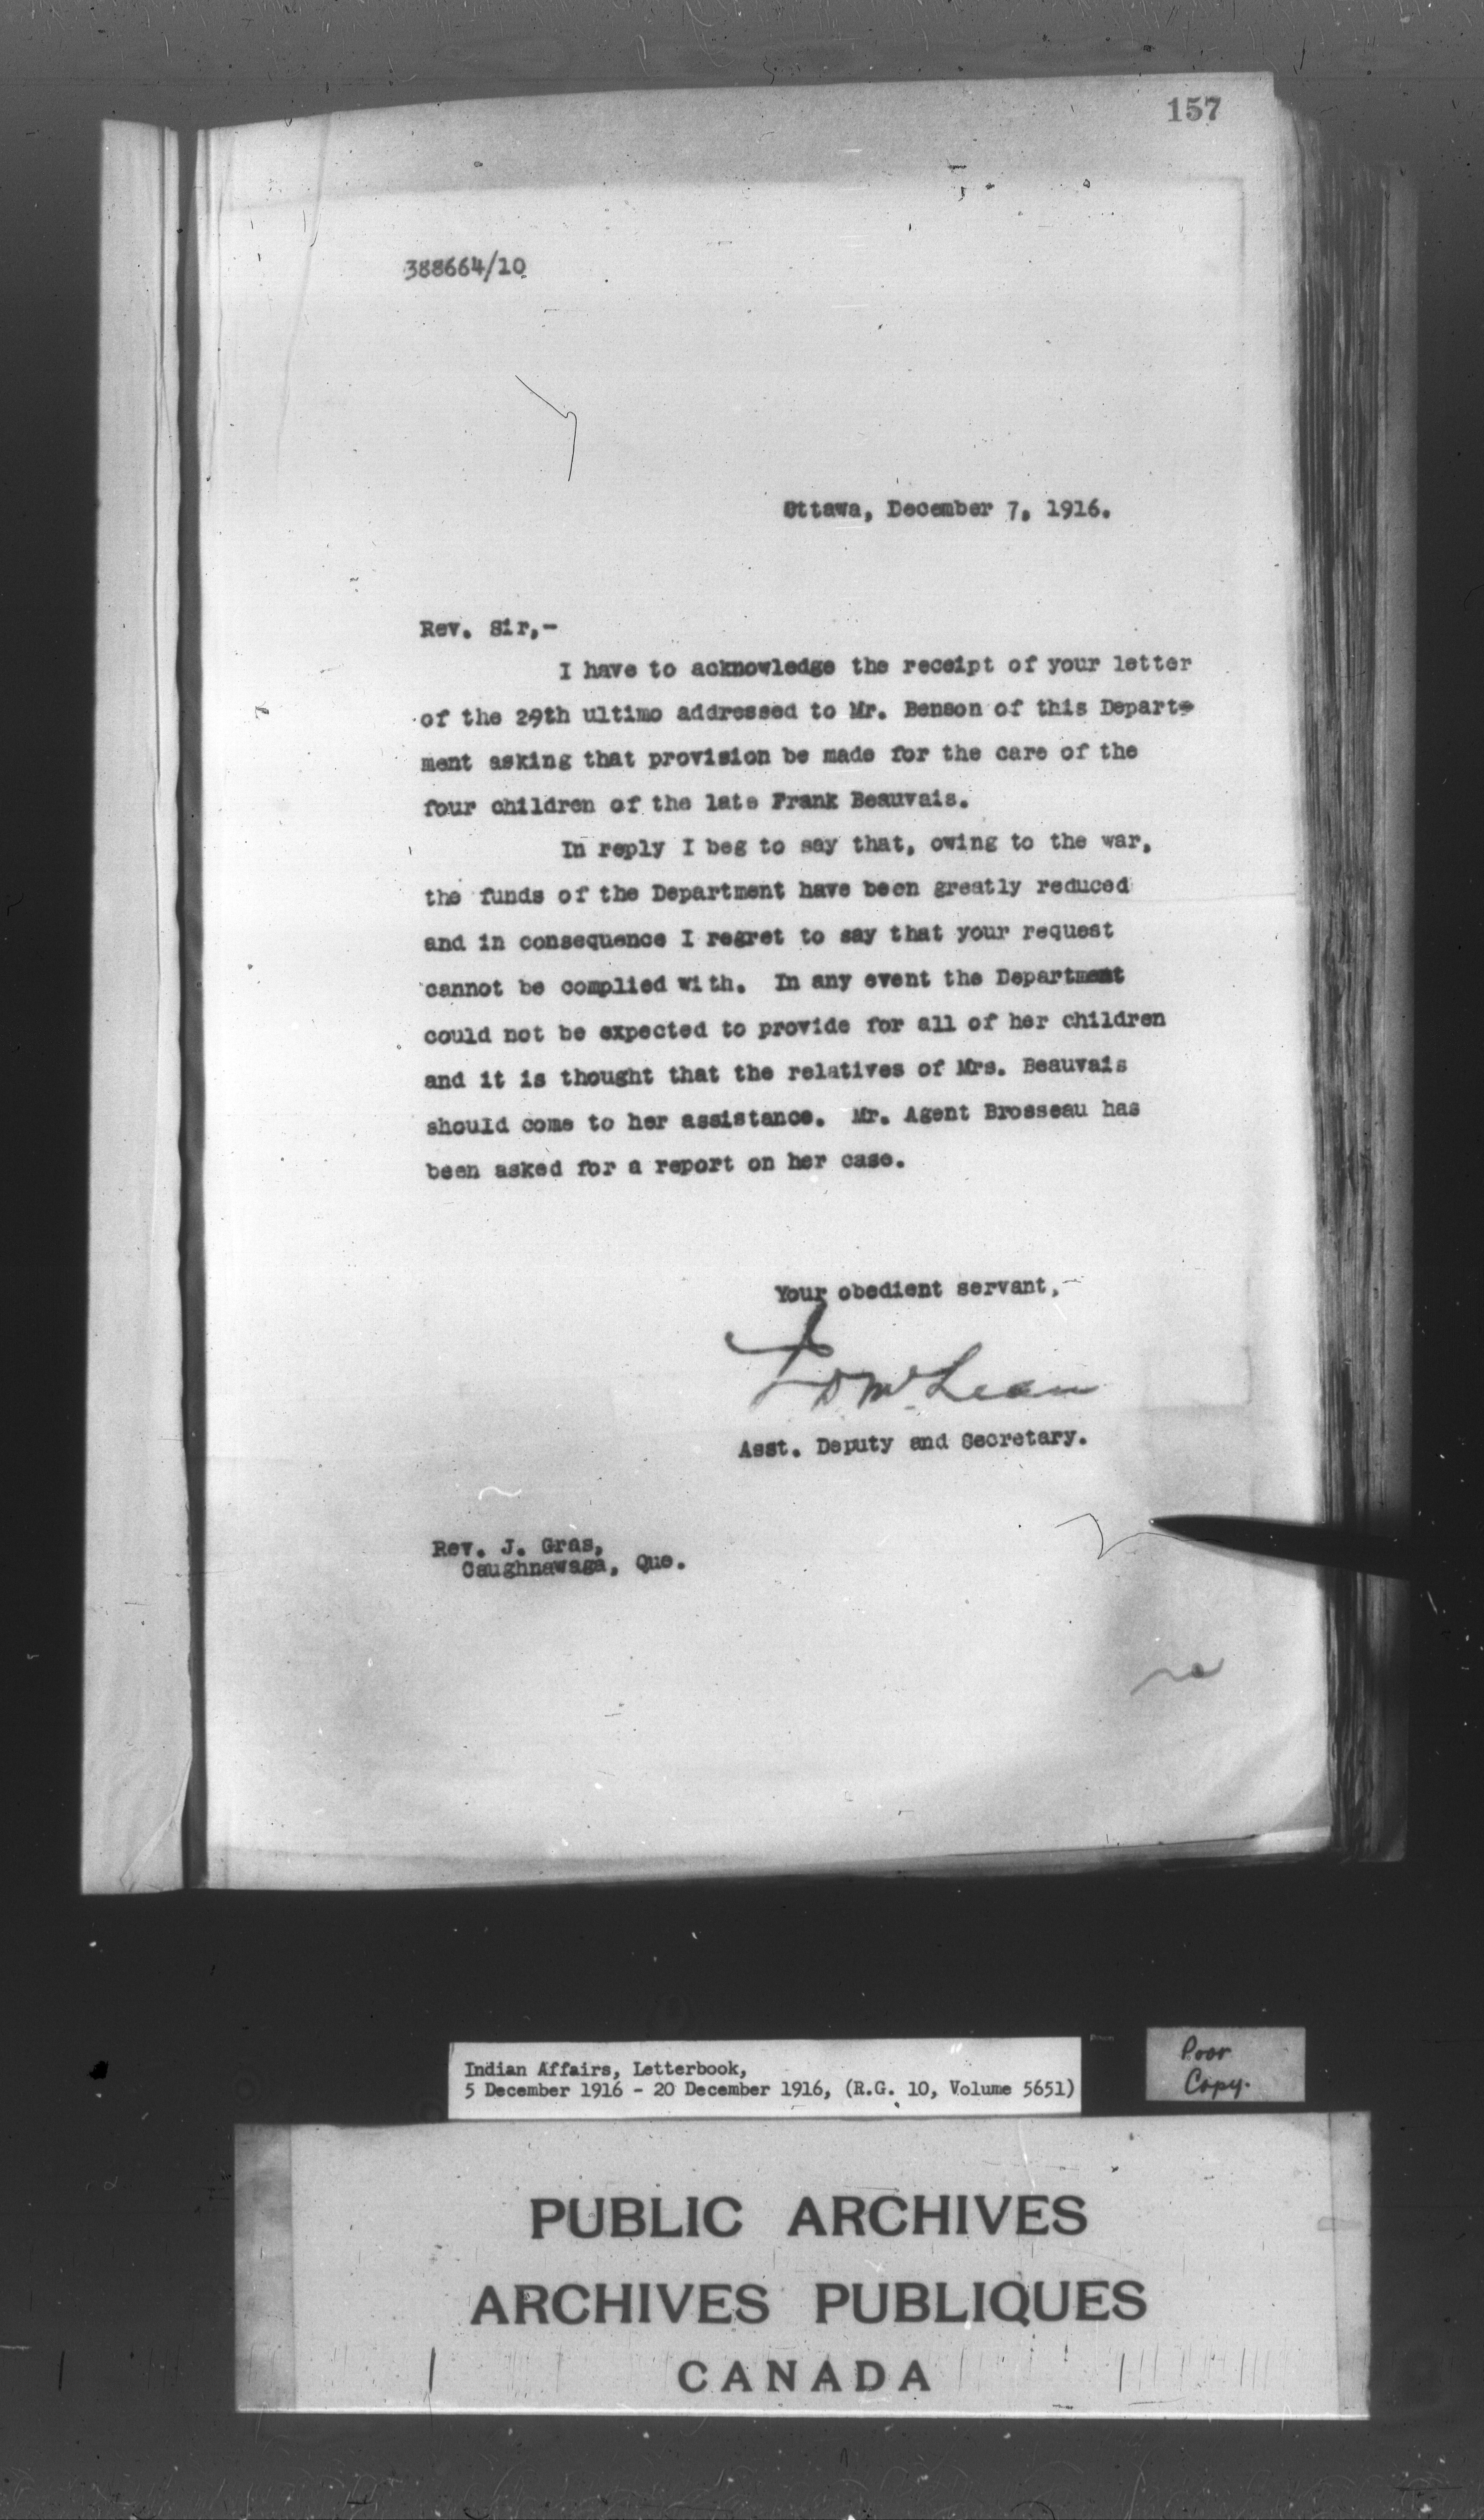 157
388664/10
Ottawa, December 7, 1916.
Rev. Sir,-
I have to acknowledge the receipt of your letter
of the 29th ultimo addressed to Mr. Benson of this Depart-
ment asking that provision be made for the care of the
four children of the late Frank Beauvais.
In reply I beg to say that, owing to the war,
the funds of the Department have been greatly reduced
and in consequence I regret to say that your request
cannot be complied with. In any event the Department
could not be expected to provide for all of her children
and it is thought that the relatives of Mrs. Beauvais
should come to her assistance. Mr. Agent Brosseau has
been asked for a report on her case.
Your obedient servant,
J D McLean
Asst. Deputy and Secretary.
Rev. J. Gras,
Caughnawaga, Que.
Indian Affairs, Letterbook,
5 December 1916 - 20 December 1916, (R.G. 10, Volume 5651)
Poor
Copy.
PUBLIC ARCHIVES
ARCHIVES PUBLIQUES
CANADA